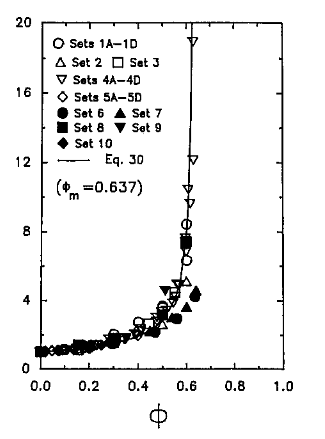 20
16
12
8
4
0
Sets 1A-1D
Set 2 Set 3
Sets 4A-4D
Sets 5A-5D
Set 6 Set 7
Set 8 Set 9
Set 10
Eq. 30
(ϕm=0.637)
0.0 0.2 0.4 0.6 0.8 1.0
Φ